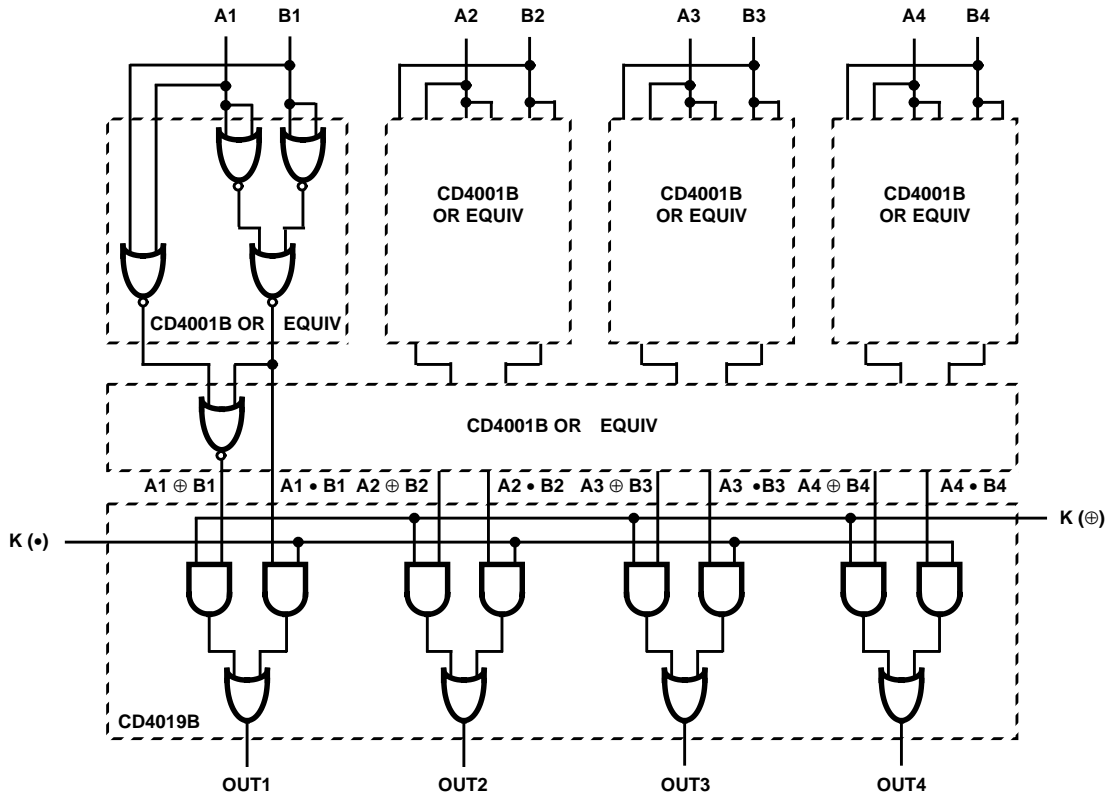 A1 B1 A2 B2 A3 B3 A4 B4
CD4001B
OR EQUIV
CD4001B
OR EQUIV
CD4001B
OR EQUIV
CD4001B OR EQUIV
CD4001B OR EQUIV
A1 ⊕ B1 A1 • B1 A2 ⊕ B2 A2 • B2 A3 ⊕ B3 A3 •B3 A4 ⊕ B4 A4 • B4
K (⊕)
K (•)
CD4019B
OUT1 OUT2 OUT3 OUT4